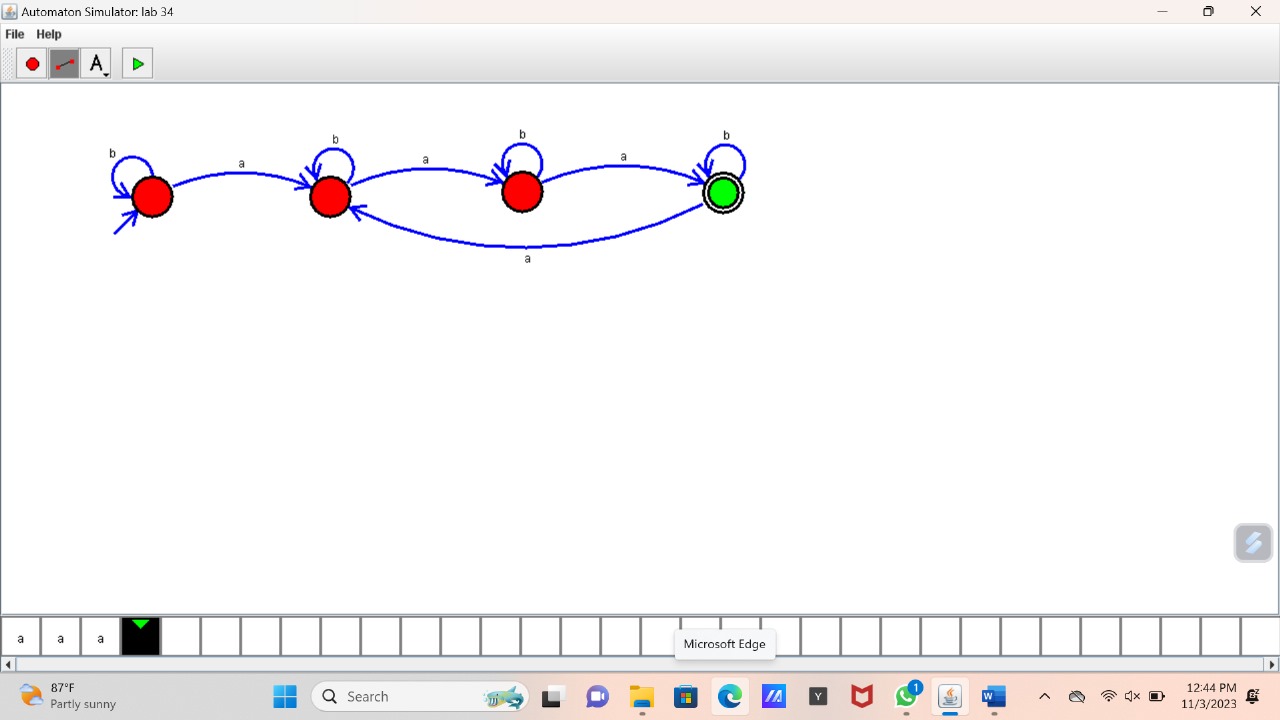 Automaton Simulator: lab 34
File Help
A
b
b
b
b
a
a
a
a
a a a
Microsoft Edge
87°F
Partly sunny
Search
Y
1
W
12:44 PM
11/3/2023